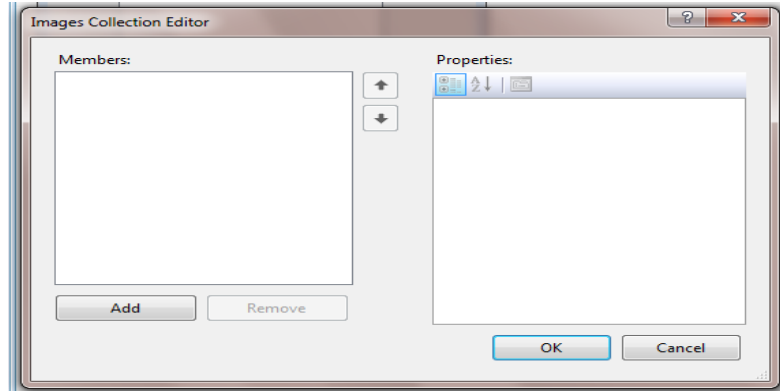 Images Collection Editor
Members:
Properties:
Add
Remove
OK
Cancel